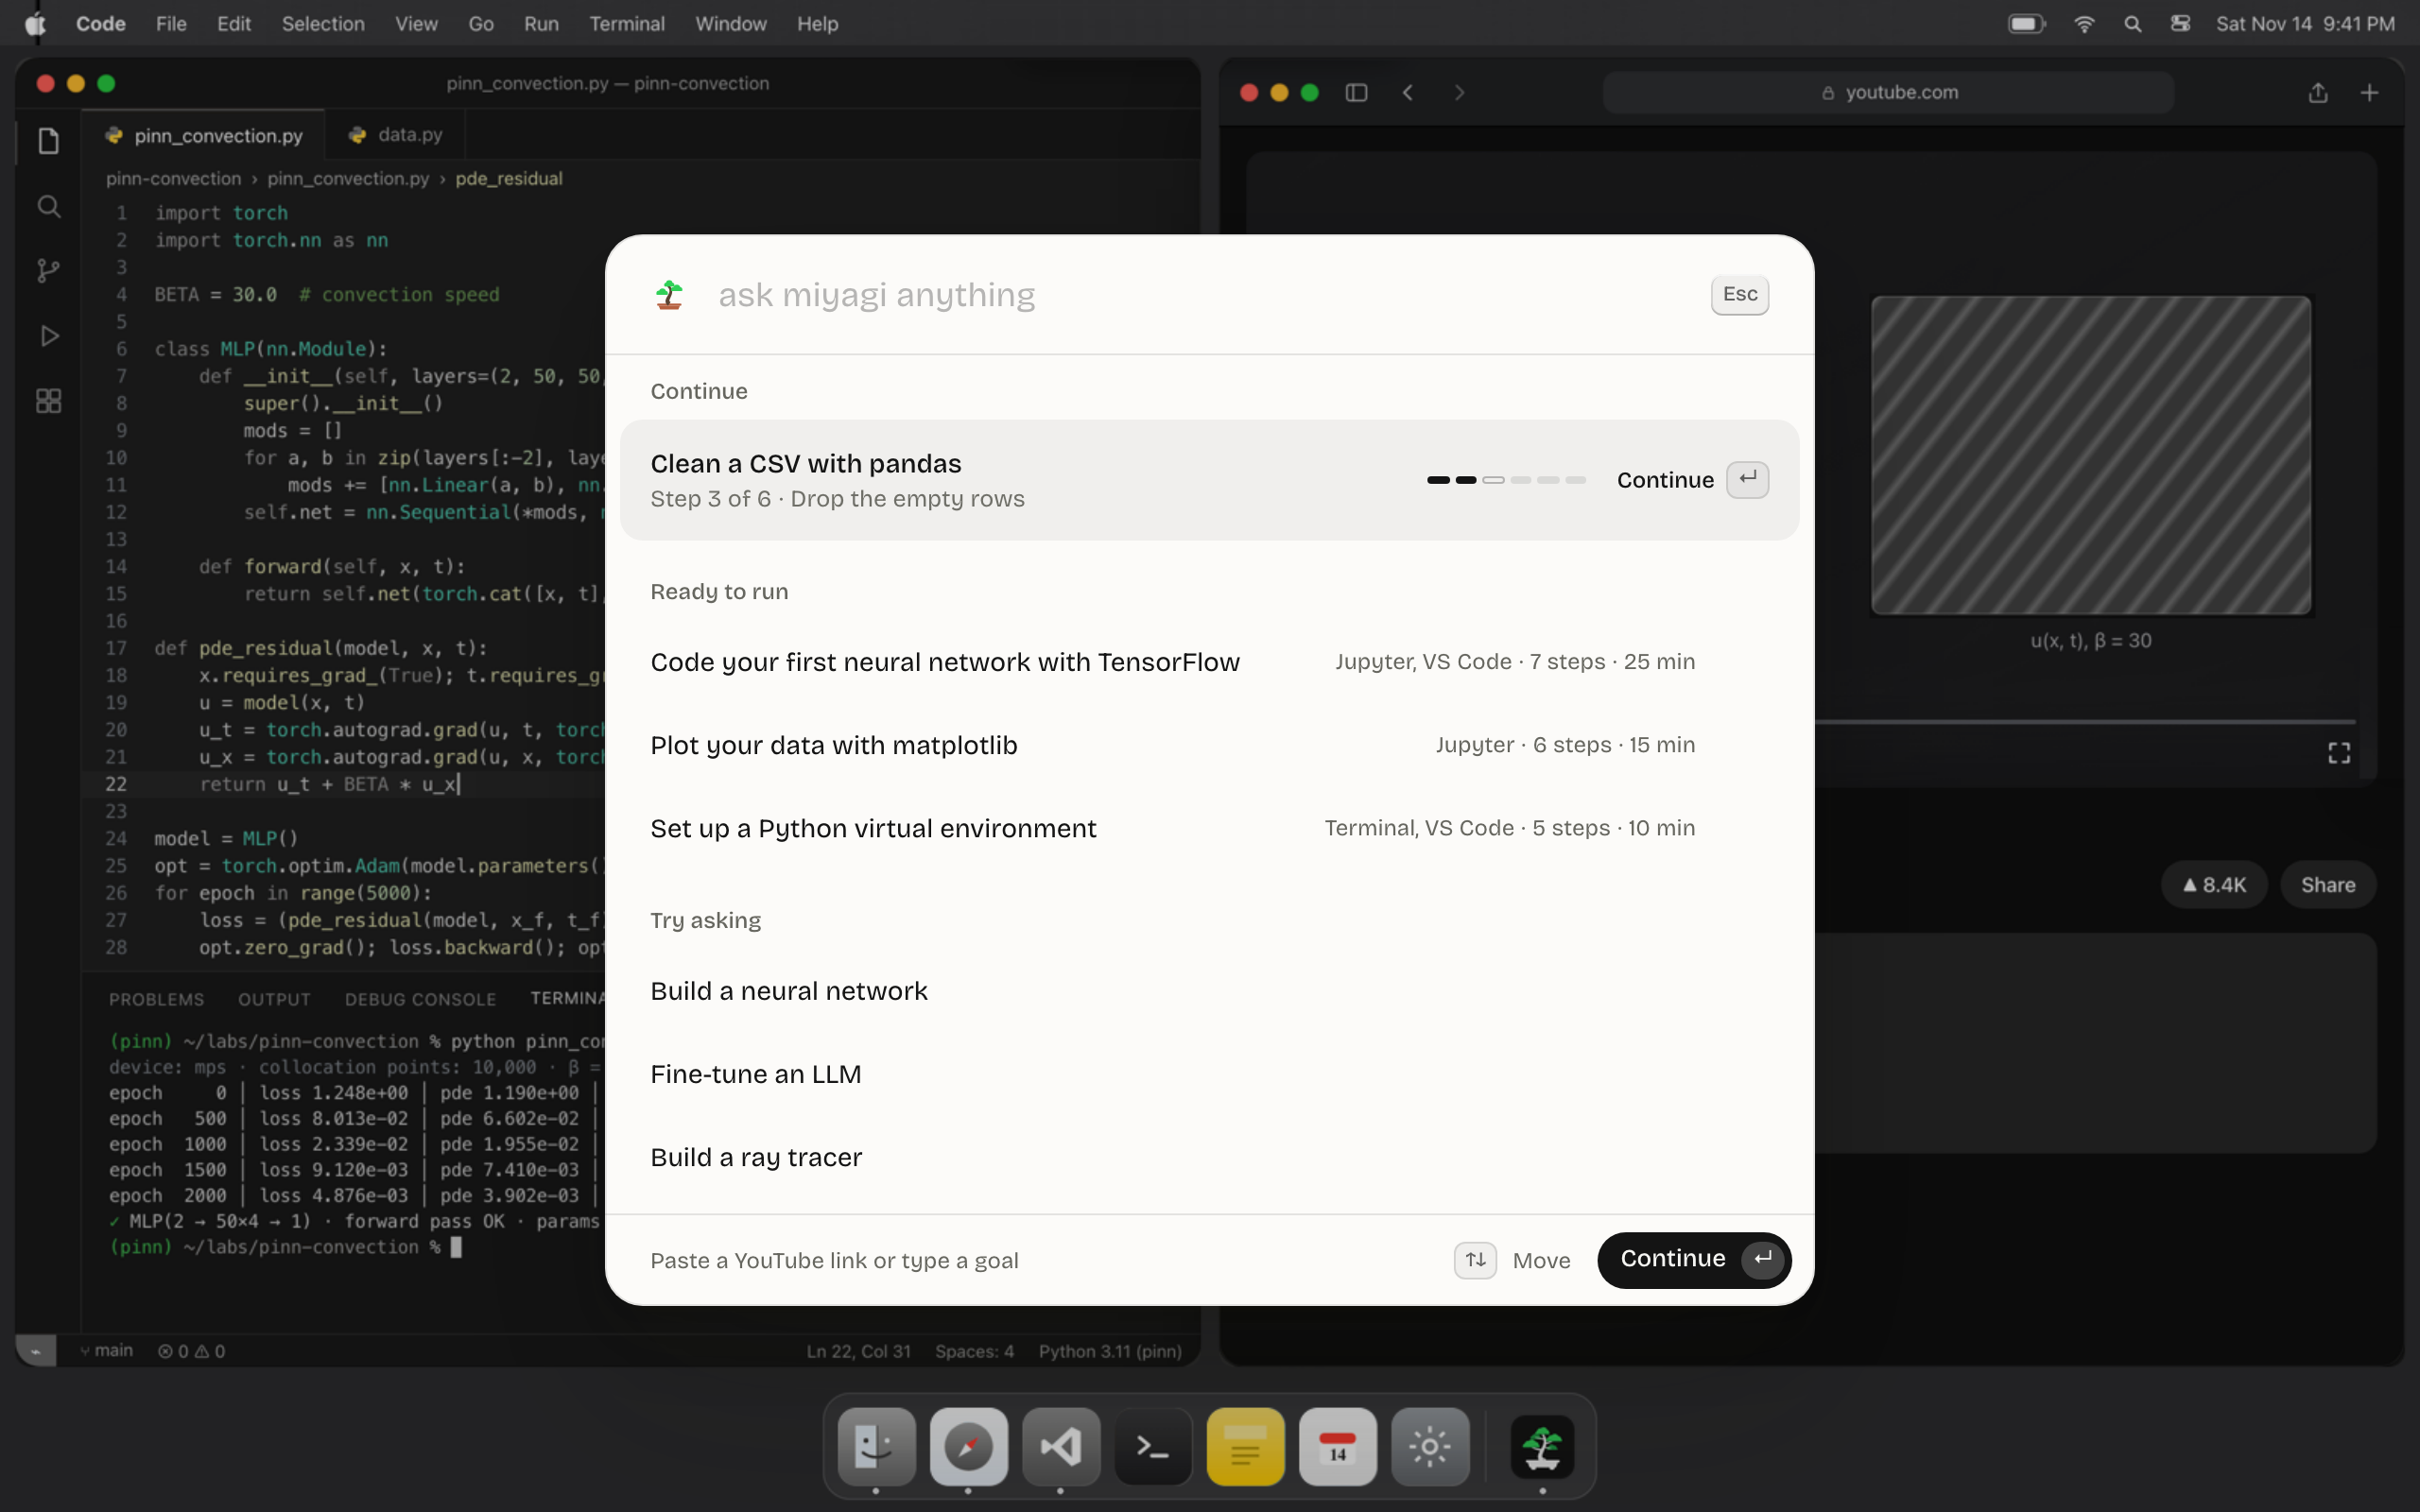 Code File Edit Selection View Go Run Terminal Window Help
Sat Nov 14 9:41 PM
pinn_convection.py — pinn-convection
pinn_convection.py
data.py
pinn-convection › pinn_convection.py › pde_residual
1 import torch
2 import torch.nn as nn
3
4 BETA = 30.0 # convection speed
5
6 class MLP(nn.Module):
7 def __init__(self, layers=(2, 50, 50,
8 super().__init__()
9 mods = []
10 for a, b in zip(layers[:-2], laye
11 mods += [nn.Linear(a, b), nn.
12 self.net = nn.Sequential(*mods,
13
14 def forward(self, x, t):
15 return self.net(torch.cat([x, t],
16
17 def pde_residual(model, x, t):
18 x.requires_grad_(True); t.requires_gr
19 u = model(x, t)
20 u_t = torch.autograd.grad(u, t, torch
21 u_x = torch.autograd.grad(u, x, torch
22 return u_t + BETA * u_x
23
24 model = MLP()
25 opt = torch.optim.Adam(model.parameters()
26 for epoch in range(5000):
27 loss = (pde_residual(model, x_f, t_f)
28 opt.zero_grad(); loss.backward(); opt
PROBLEMS OUTPUT DEBUG CONSOLE TERMINA
(pinn) ~/labs/pinn-convection % python pinn_con
device: mps · collocation points: 10,000 · β =
epoch 0 | loss 1.248e+00 | pde 1.190e+00 |
epoch 500 | loss 8.013e-02 | pde 6.602e-02 |
epoch 1000 | loss 2.339e-02 | pde 1.955e-02 |
epoch 1500 | loss 9.120e-03 | pde 7.410e-03 |
epoch 2000 | loss 4.876e-03 | pde 3.902e-03 |
✓ MLP(2 → 50×4 → 1) · forward pass OK · params
(pinn) ~/labs/pinn-convection %
main 0 0
Ln 22, Col 31 Spaces: 4 Python 3.11 (pinn)
youtube.com
u(x, t), β = 30
▲ 8.4K
Share
ask miyagi anything
Esc
Continue
Clean a CSV with pandas
Step 3 of 6 · Drop the empty rows
Continue
Ready to run
Code your first neural network with TensorFlow
Jupyter, VS Code · 7 steps · 25 min
Plot your data with matplotlib
Jupyter · 6 steps · 15 min
Set up a Python virtual environment
Terminal, VS Code · 5 steps · 10 min
Try asking
Build a neural network
Fine-tune an LLM
Build a ray tracer
Paste a YouTube link or type a goal
Move
Continue
14